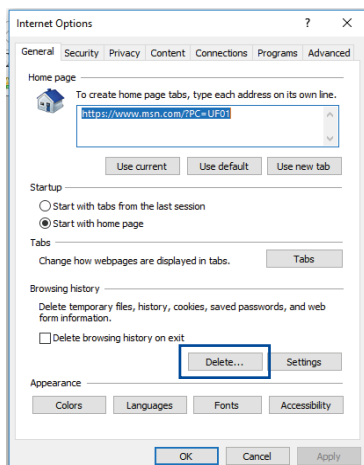 Internet Options ? X
General Security Privacy Content Connections Programs Advanced
Home page
To create home page tabs, type each address on its own line.
https://www.msn.com/?PC=UF01
Use current Use default Use new tab
Startup
Start with tabs from the last session
Start with home page
Tabs
Change how webpages are displayed in tabs. Tabs
Browsing history
Delete temporary files, history, cookies, saved passwords, and web
form information.
Delete browsing history on exit
Delete... Settings
Appearance
Colors Languages Fonts Accessibility
OK Cancel Apply